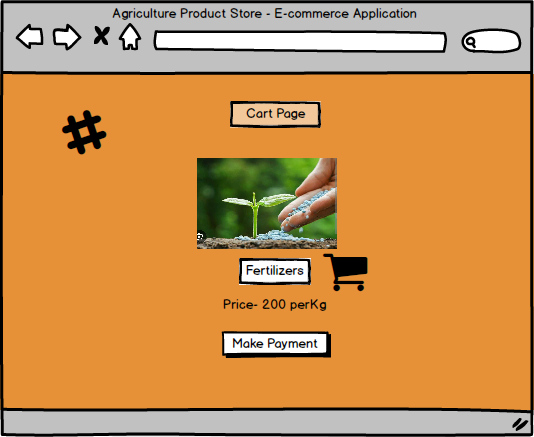 Agriculture Product Store - E-commerce Application
#
Cart Page
Fertilizers
Price- 200 perKg
Make Payment